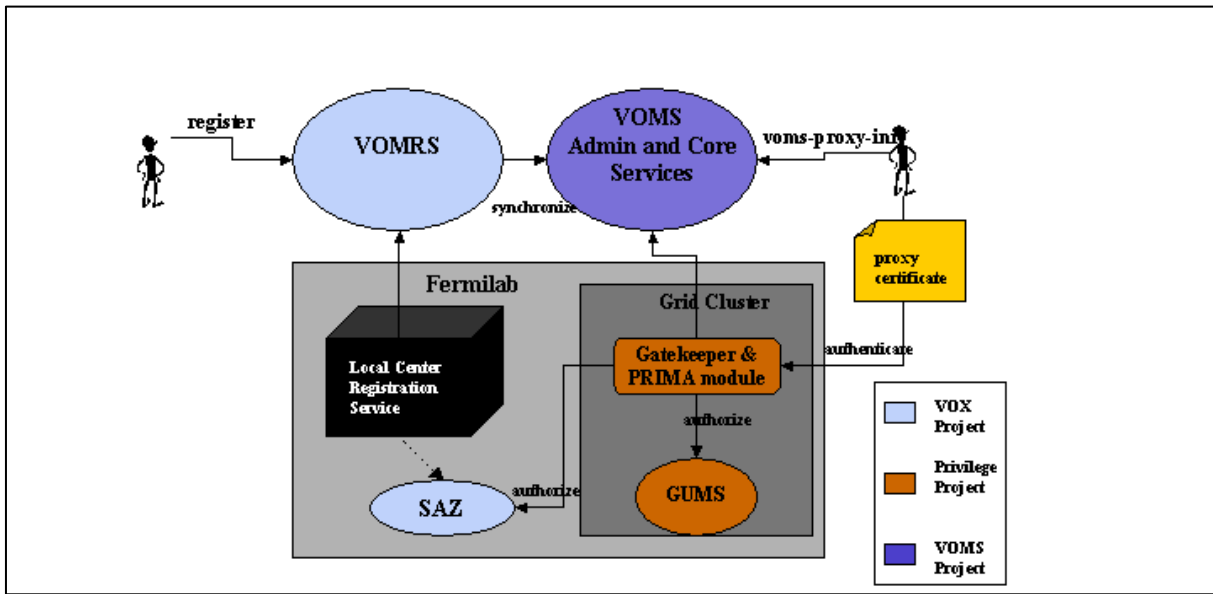 register
VOMRS
VOMS
Admin and Core
Services
voms-proxy-init
synchronize
proxy
certificate
Fermilab
Grid Cluster
Local Center
Registration
Service
Gatekeeper &
PRIMA module
authenticate
authorize
SAZ
authorize
GUMS
VOX
Project
Privilege
Project
VOMS
Project